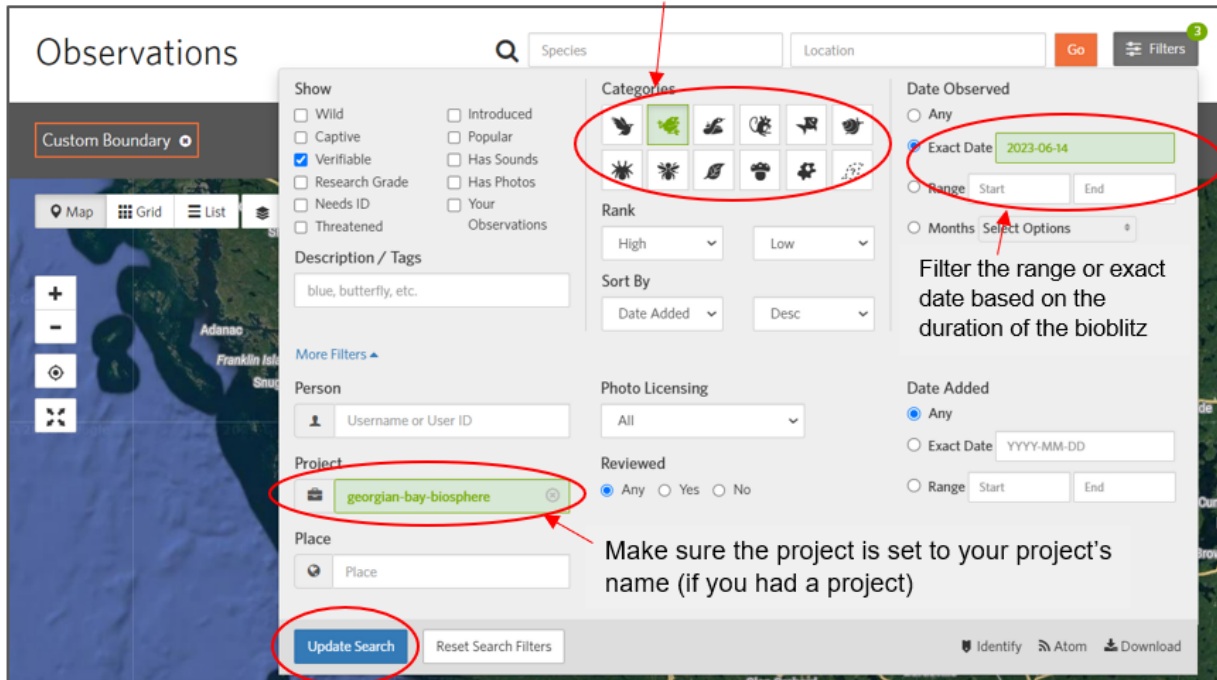 Observations
Species
Location
Go
3
Filters
Custom Boundary
Map
Grid
List
Adanac
Show
Wild
Captive
Verifiable
Research Grade
Needs ID
Threatened
Introduced
Popular
Has Sounds
Has Photos
Your
Observations
Description / Tags
blue, butterfly, etc.
Categories
Rank
High
Low
Sort By
Date Added
Desc
Date Observed
Any
Exact Date 2023-06-14
Range Start End
Months Select Options
Filter the range or exact
date based on the
duration of the bioblitz
More Filters
Person
Username or User ID
Photo Licensing
All
Date Added
Any
Exact Date YYYY-MM-DD
Range Start End
Project
georgian-bay-biosphere
Reviewed
Any Yes No
Make sure the project is set to your project's
name (if you had a project)
Place
Place
Update Search
Reset Search Filters
Identify
Atom
Download